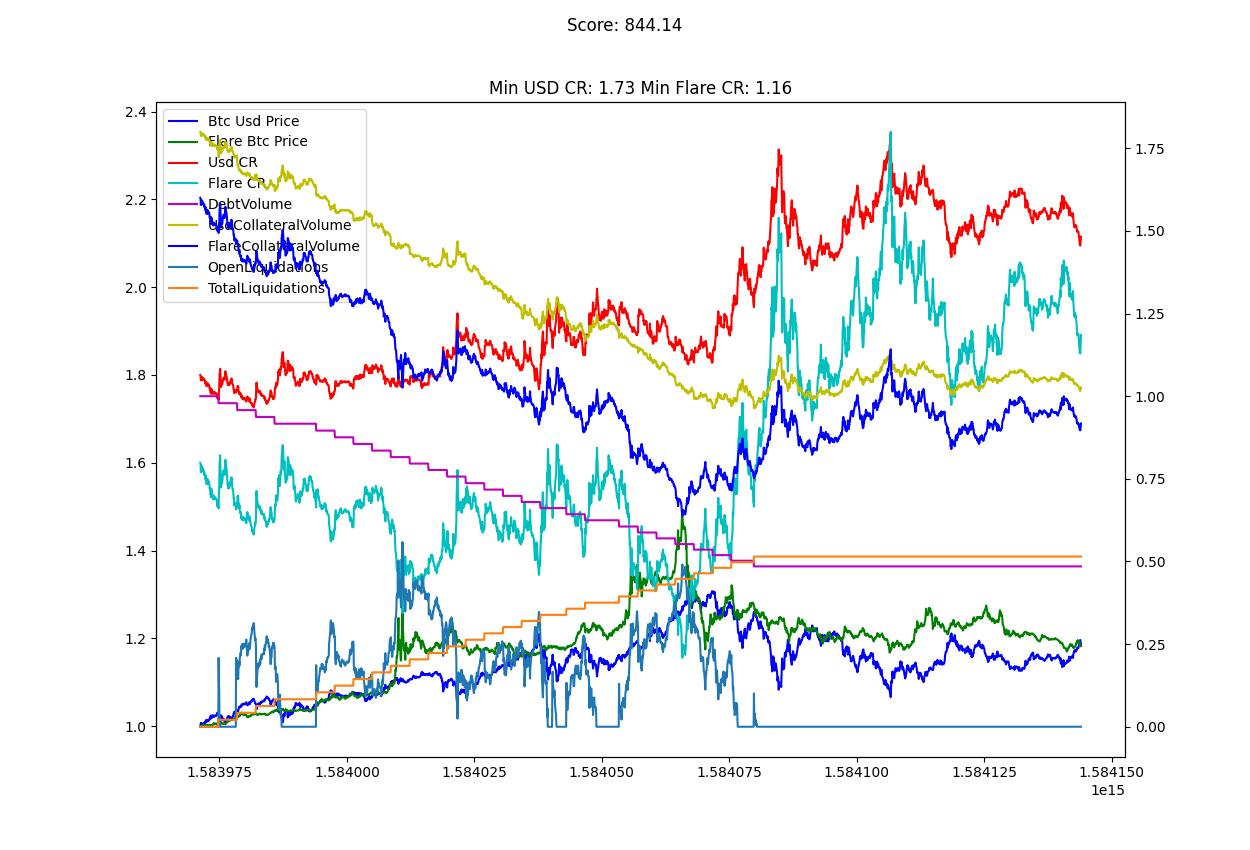 Score: 844.14
Min USD CR: 1.73 Min Flare CR: 1.16
Btc Usd Price
Flare Btc Price
Usd CR
Flare CR
DebtVolume
UsdCollateralVolume
FlareCollateralVolume
OpenLiquidations
TotalLiquidations
2.4
2.2
2.0
1.8
1.6
1.4
1.2
1.0
1.75
1.50
1.25
1.00
0.75
0.50
0.25
0.00
1.583975 1.584000 1.584025 1.584050 1.584075 1.584100 1.584125 1.584150
1e15